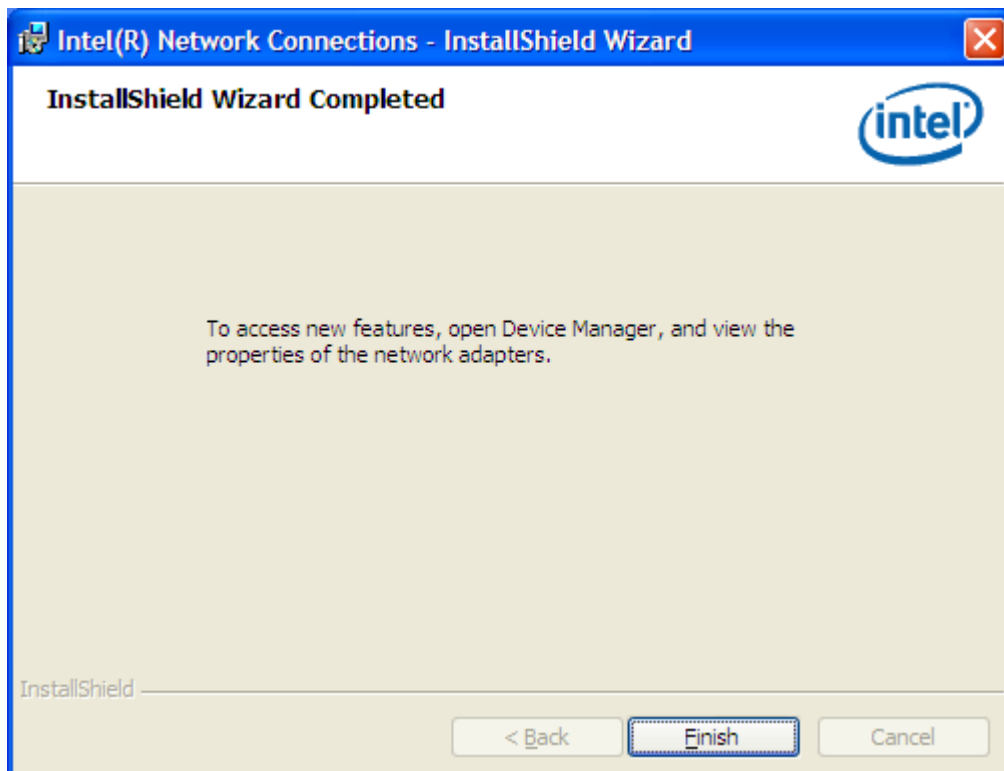 Intel(R) Network Connections - InstallShield Wizard
InstallShield Wizard Completed
intel
To access new features, open Device Manager, and view the
properties of the network adapters.
InstallShield
< Back
Finish
Cancel